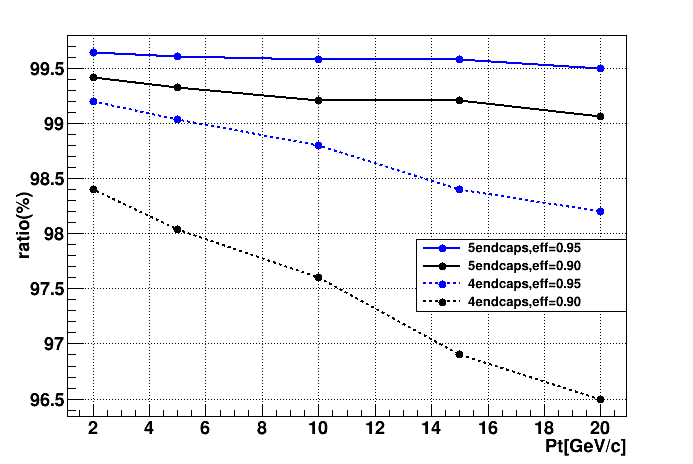 99.5
99
98.5
98
97.5
97
96.5
ratio(%)
5endcaps,eff=0.95
5endcaps,eff=0.90
4endcaps,eff=0.95
4endcaps,eff=0.90
2 4 6 8 10 12 14 16 18 20
Pt[GeV/c]